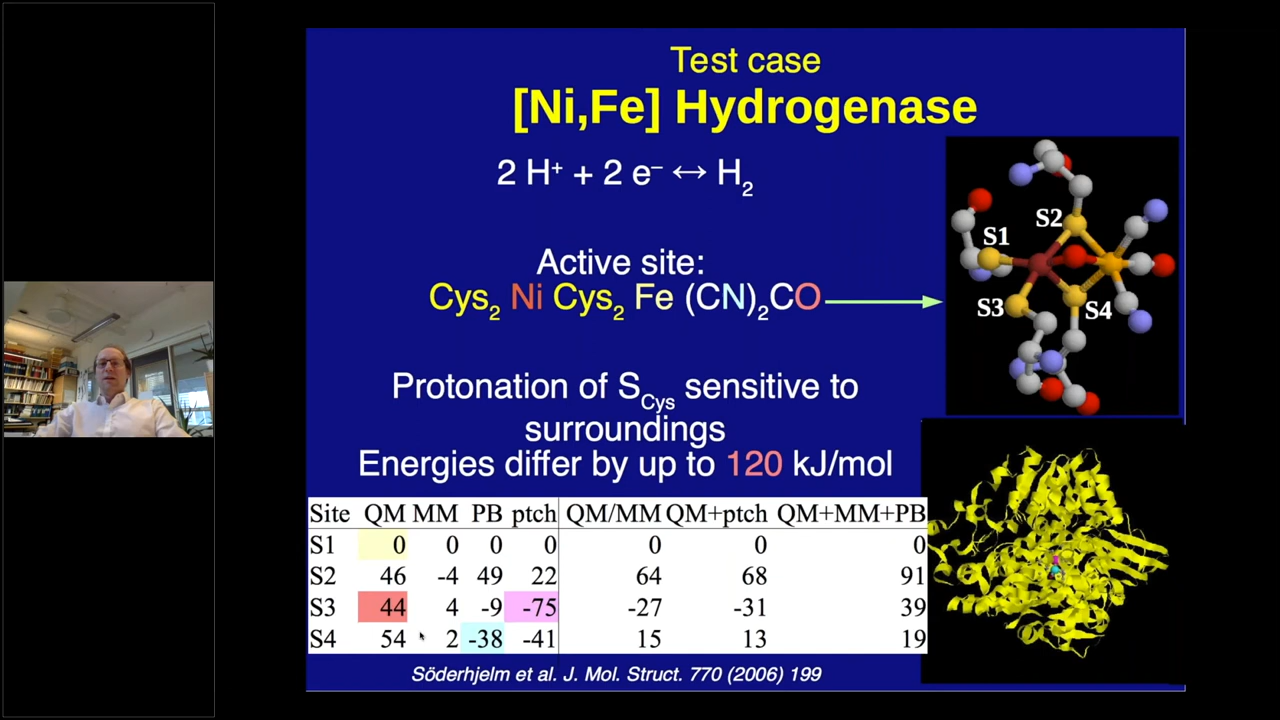 Test case
[Ni,Fe] Hydrogenase
2 H⁺ + 2 e⁻ ↔ H₂
Active site:
Cys₂ Ni Cys₂ Fe (CN)₂CO
Protonation of S_Cys sensitive to
surroundings
Energies differ by up to 120 kJ/mol
S2
S1
S3
S4
Site QM MM PB ptch QM/MM QM+ptch QM+MM+PB
S1 0 0 0 0 0 0 0
S2 46 -4 49 22 64 68 91
S3 44 4 -9 -75 -27 -31 39
S4 54 2 -38 -41 15 13 19
Söderhjelm et al. J. Mol. Struct. 770 (2006) 199